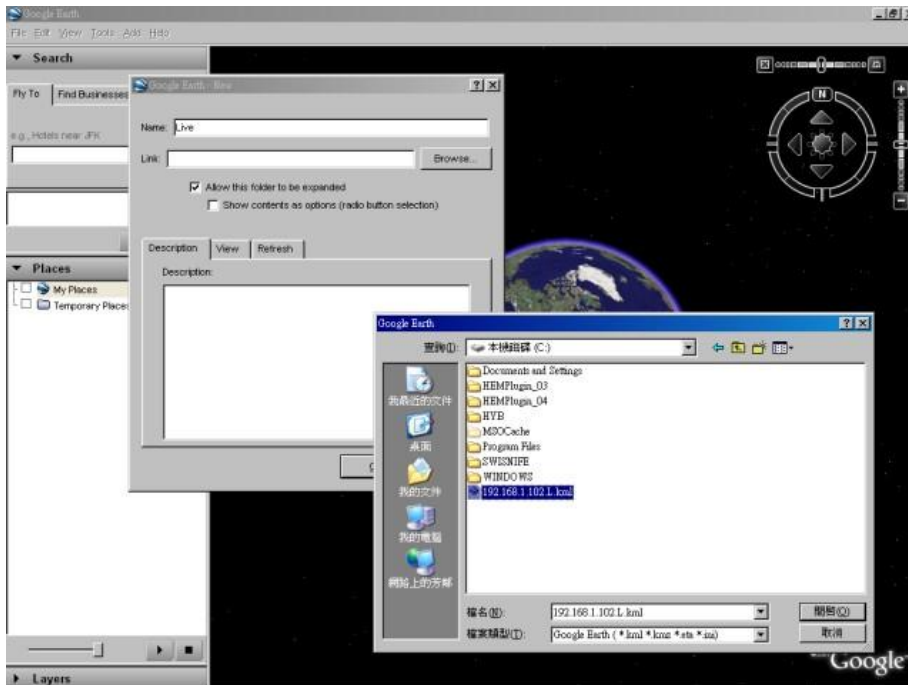 Google Earth
File Edit View Tools Add Help
Search
Fly To Find Businesses
e.g., Hotels near JFK
Google Earth - New
Name: Live
Link: Browse...
Allow this folder to be expanded
Show contents as options (radio button selection)
Description View Refresh
Description:
Places
My Places
Temporary Places
N
Google Earth
查詢(I): 本機磁碟 (C:)
我最近的文件
桌面
我的文件
我的電腦
網路上的芳鄰
Documents and Settings
HEMPlugin_03
HEMPlugin_04
HYB
MSOCache
Program Files
SWISNIFE
WINDOWS
192.168.1.102.L.kml
檔名(N): 192.168.1.102.L.kml 開啟(O)
檔案類型(T): Google Earth (*.kml *.kmz *.eta *.ini) 取消
Google
Layers